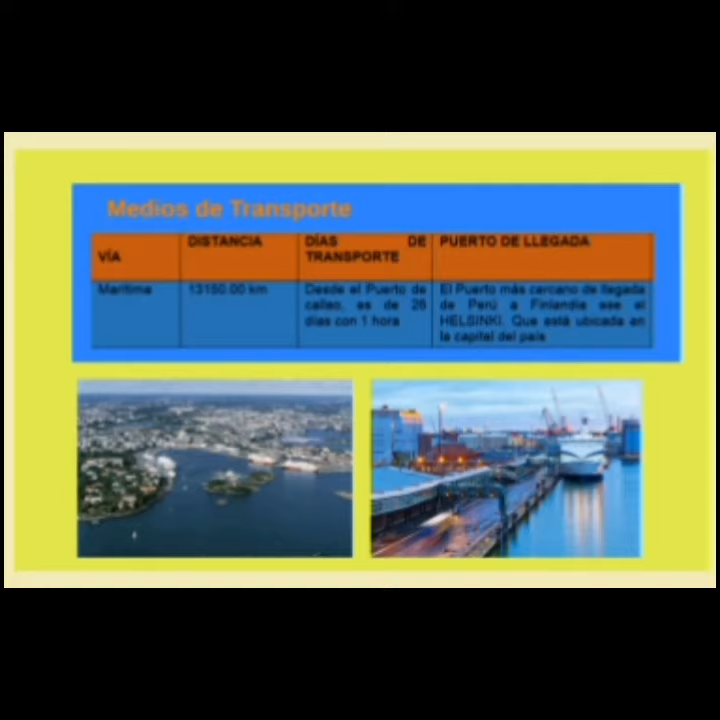 Medios de Transporte
VÍA
DISTANCIA
DÍAS DE
TRANSPORTE
PUERTO DE LLEGADA
Marítima
13150.00 km
Desde el Puerto de
callao, es de 26
días con 1 hora
El Puerto más cercano de llegada
de Perú a Finlandia ese el
HELSINKI. Que está ubicada en
la capital del país